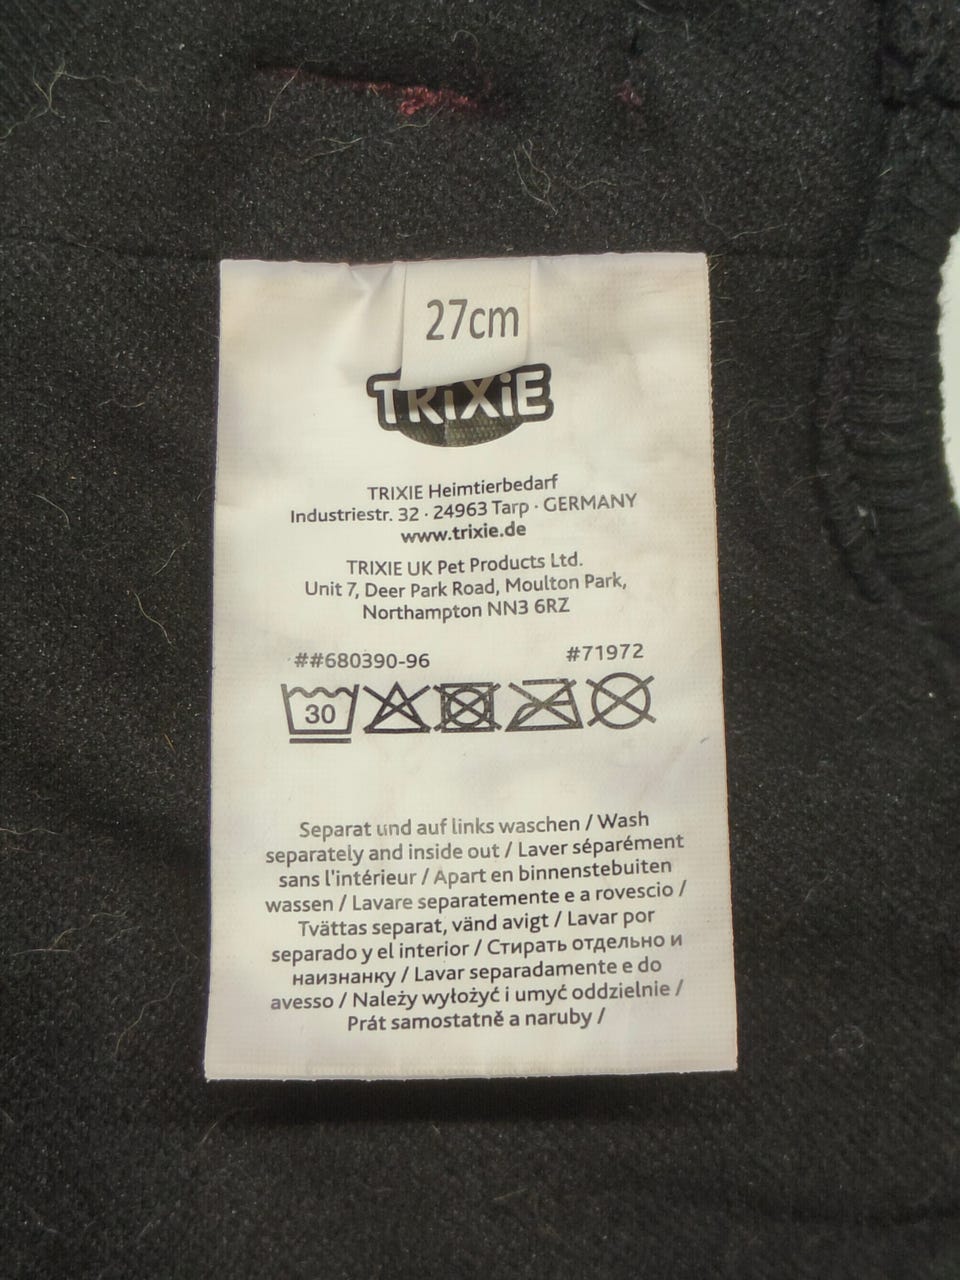 27cm
TRiXiE
TRIXIE Heimtierbedarf
Industriestr. 32 · 24963 Tarp · GERMANY
www.trixie.de
TRIXIE UK Pet Products Ltd.
Unit 7, Deer Park Road, Moulton Park,
Northampton NN3 6RZ
##680390-96 #71972
30
Separat und auf links waschen / Wash
separately and inside out / Laver séparément
sans l'intérieur / Apart en binnenstebuiten
wassen / Lavare separatemente e a rovescio /
Tvättas separat, vänd avigt / Lavar por
separado y el interior / Стирать отдельно и
наизнанку / Lavar separadamente e do
avesso / Należy wyłożyć i umyć oddzielnie /
Prát samostatně a naruby /